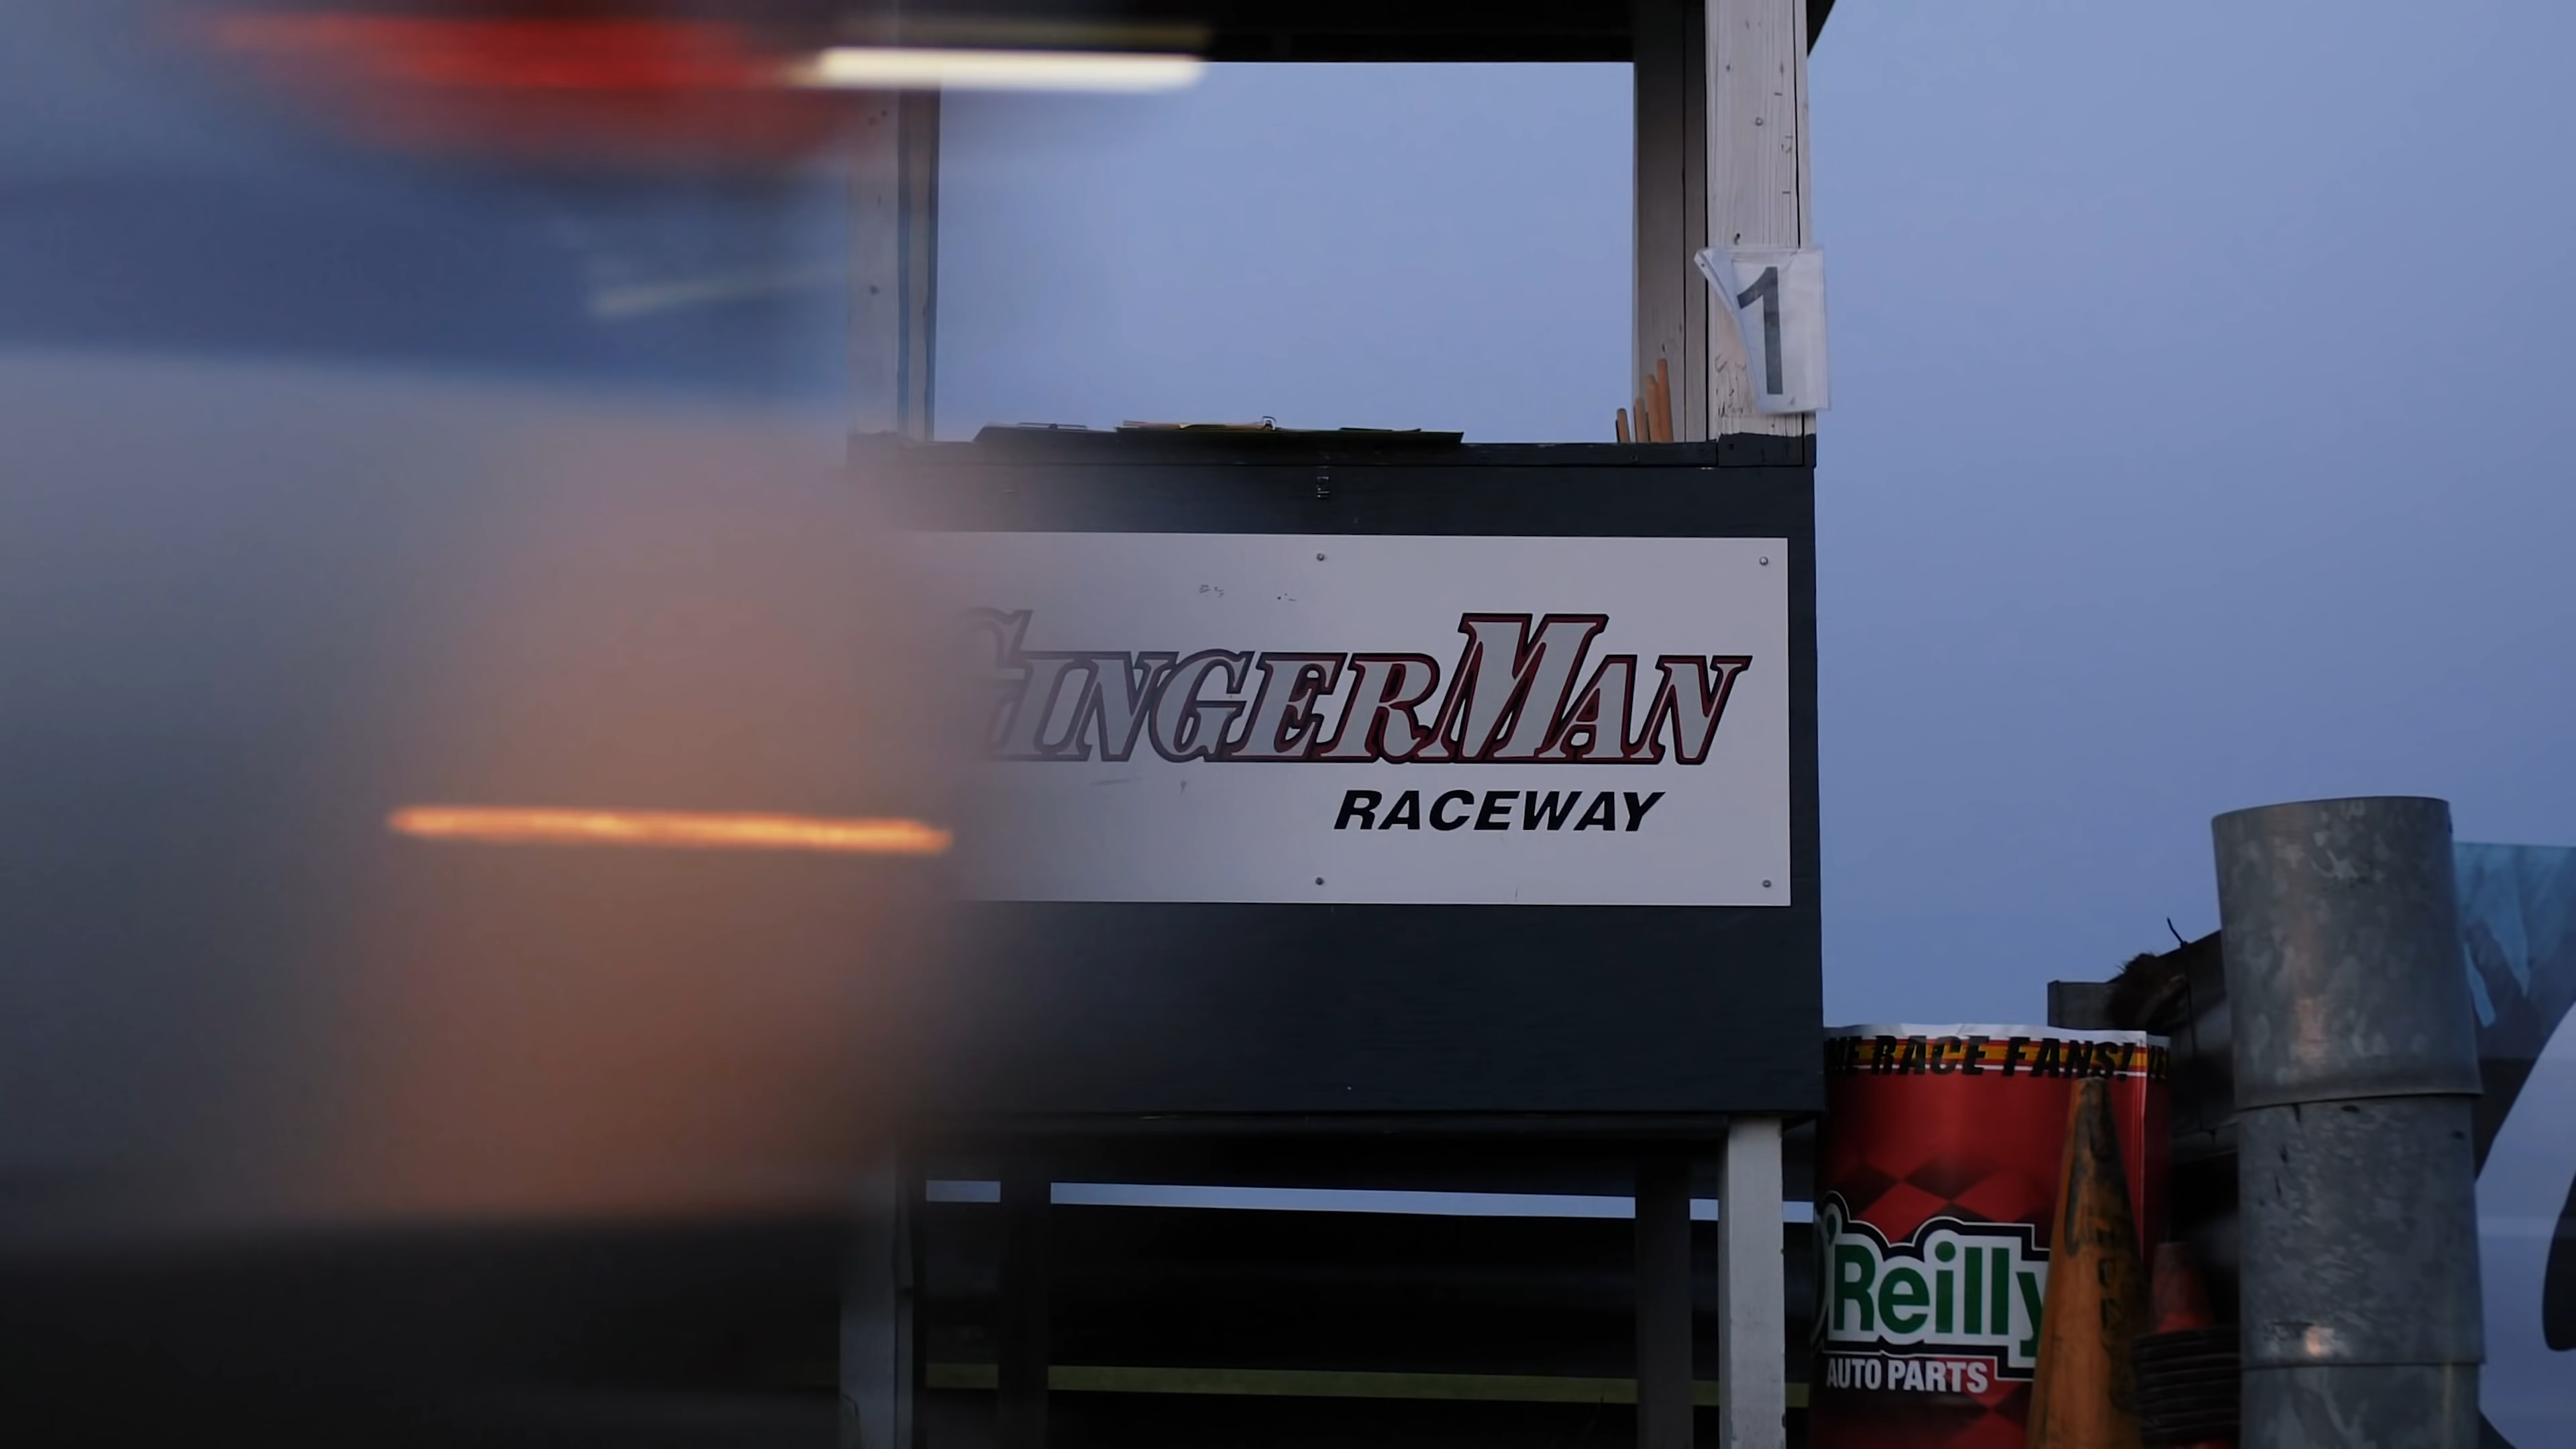 1
GINGERMAN
RACEWAY
RACE FANS!
O'Reilly
AUTO PARTS